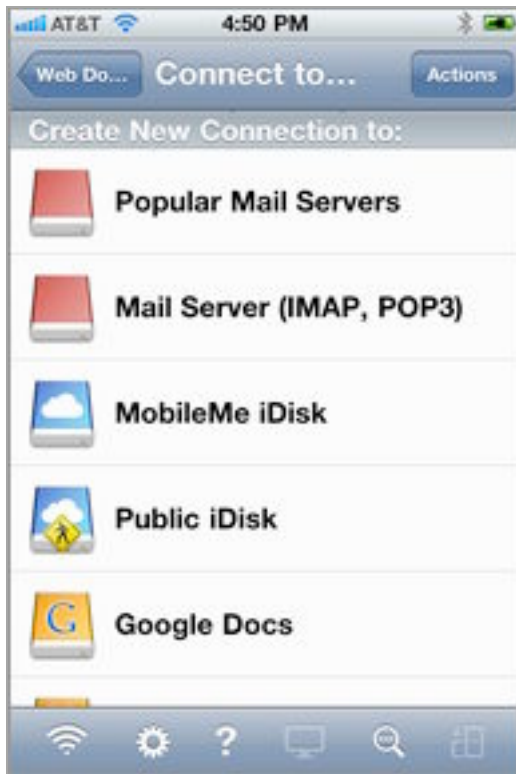 AT&T 4:50 PM
Web Do... Connect to... Actions
Create New Connection to:
Popular Mail Servers
Mail Server (IMAP, POP3)
MobileMe iDisk
Public iDisk
G Google Docs
?